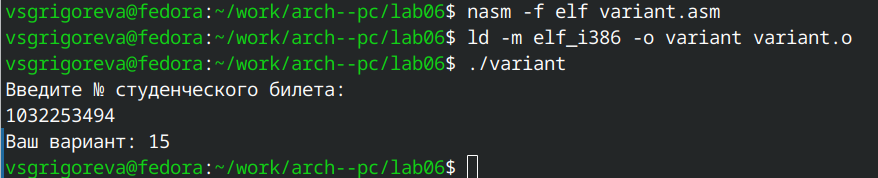 vsgrigoreva@fedora:~/work/arch--pc/lab06$ nasm -f elf variant.asm
vsgrigoreva@fedora:~/work/arch--pc/lab06$ ld -m elf_i386 -o variant variant.o
vsgrigoreva@fedora:~/work/arch--pc/lab06$ ./variant
Введите № студенческого билета:
1032253494
Ваш вариант: 15
vsgrigoreva@fedora:~/work/arch--pc/lab06$